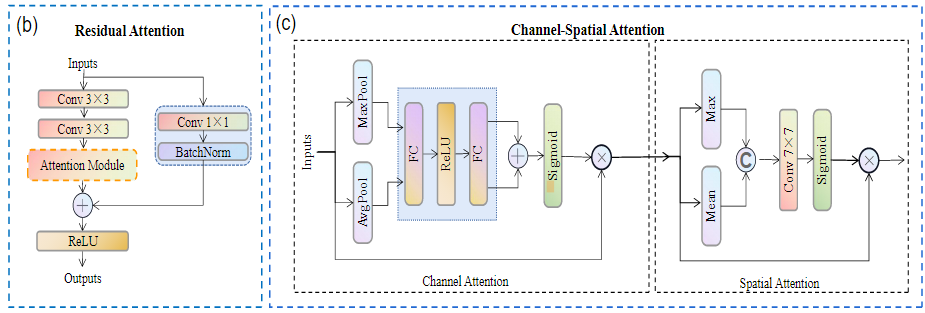 (b)
Residual Attention
Inputs
Conv 3×3
Conv 3×3
Attention Module
Conv 1×1
BatchNorm
+
ReLU
Outputs
(c)
Channel-Spatial Attention
Inputs
MaxPool
AvgPool
FC
ReLU
FC
+
Sigmoid
×
Channel Attention
Max
Mean
C
Conv 7×7
Sigmoid
×
Spatial Attention